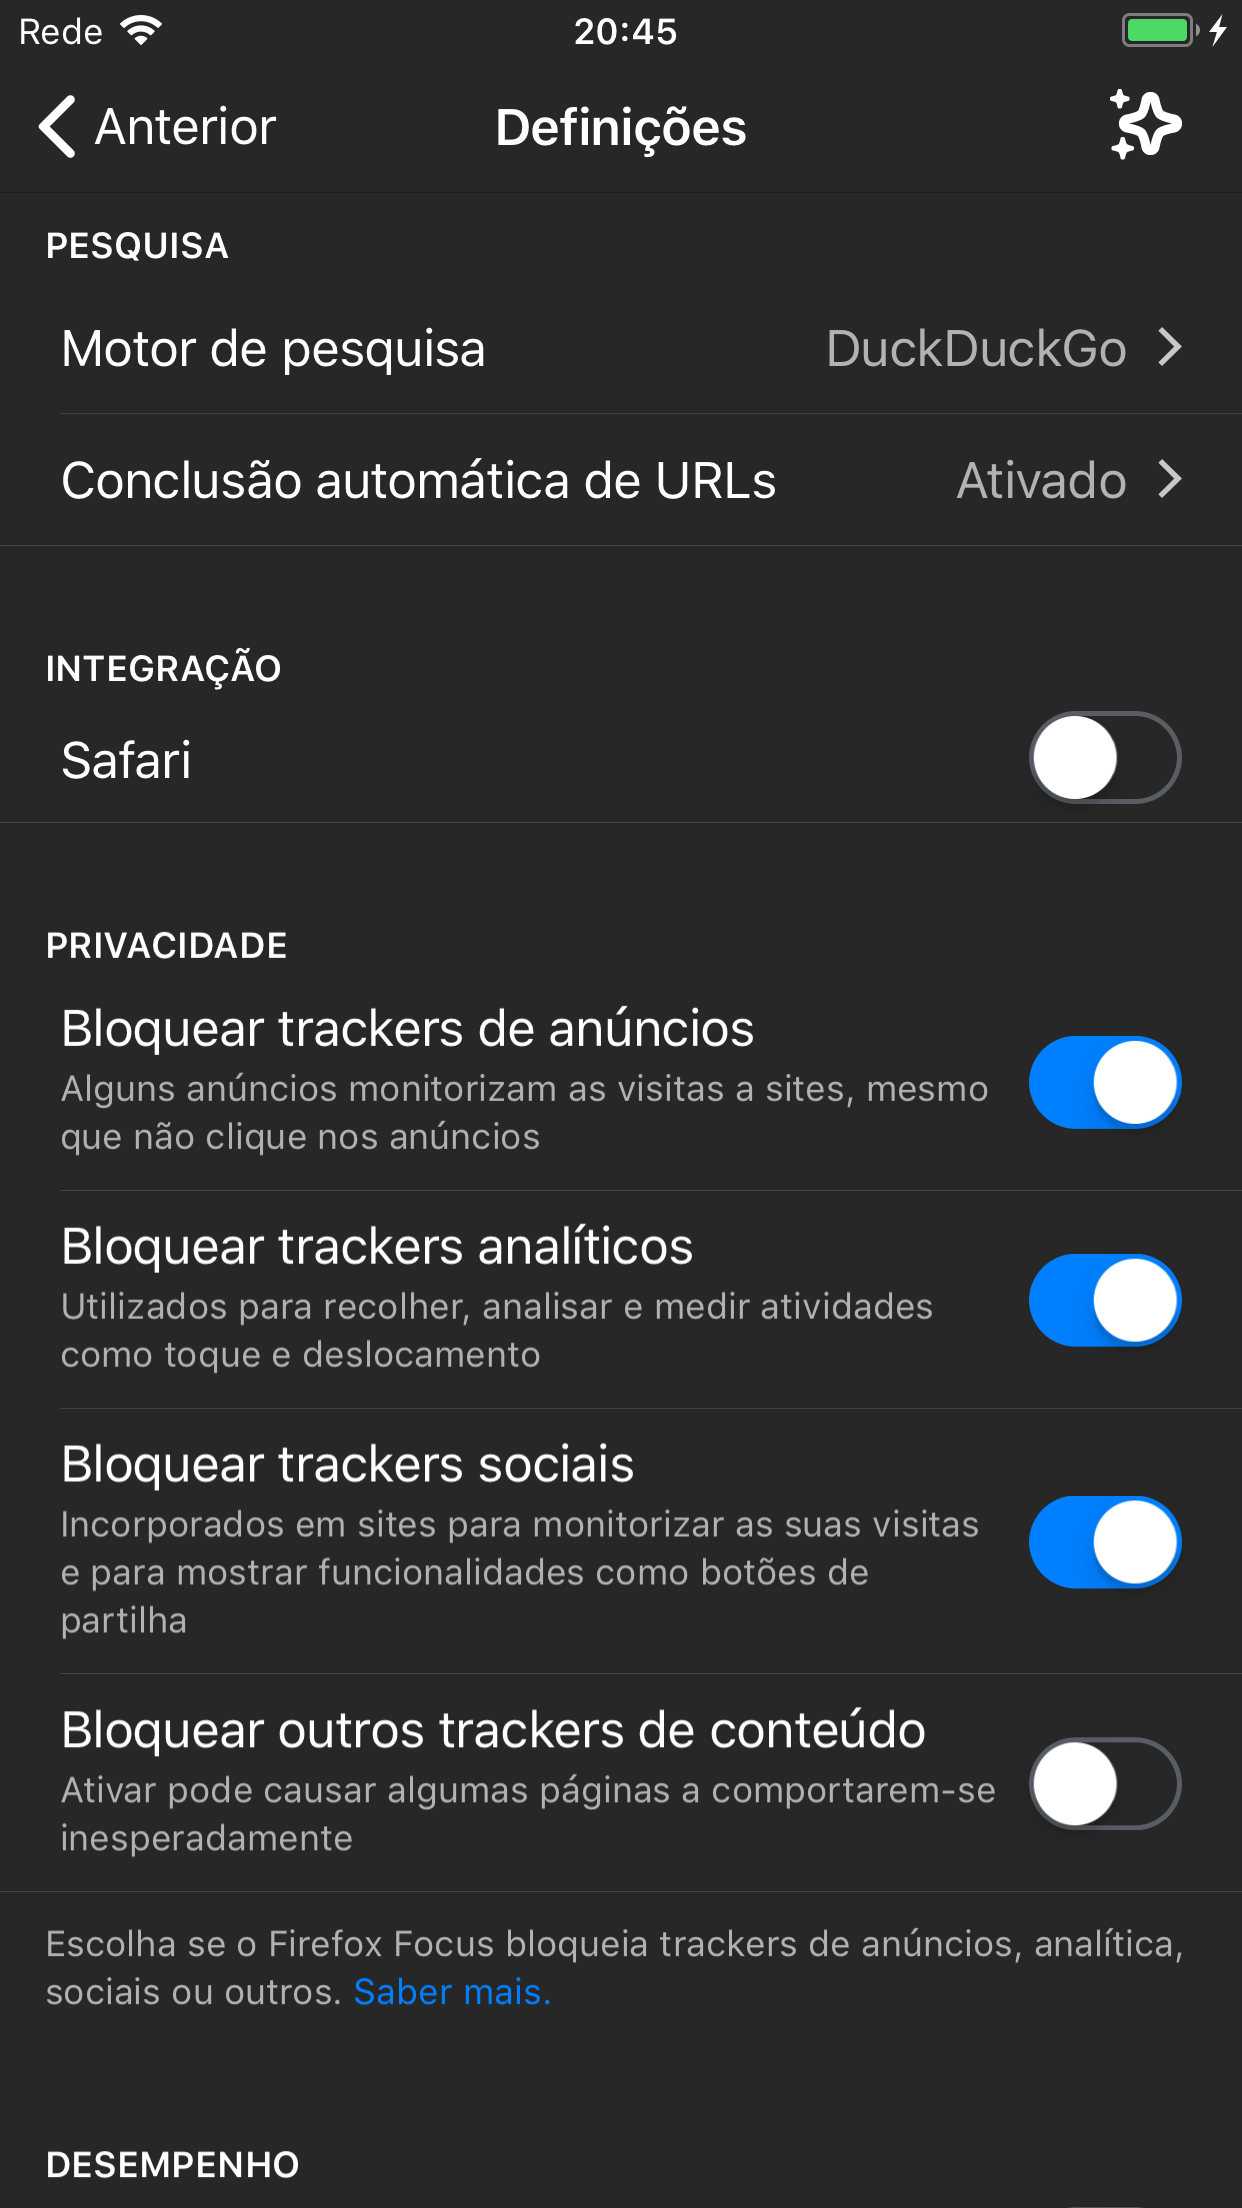 Rede
20:45
Anterior
Definições
PESQUISA
Motor de pesquisa
DuckDuckGo
Conclusão automática de URLs
Ativado
INTEGRAÇÃO
Safari
PRIVACIDADE
Bloquear trackers de anúncios
Alguns anúncios monitorizam as visitas a sites, mesmo
que não clique nos anúncios
Bloquear trackers analíticos
Utilizados para recolher, analisar e medir atividades
como toque e deslocamento
Bloquear trackers sociais
Incorporados em sites para monitorizar as suas visitas
e para mostrar funcionalidades como botões de
partilha
Bloquear outros trackers de conteúdo
Ativar pode causar algumas páginas a comportarem-se
inesperadamente
Escolha se o Firefox Focus bloqueia trackers de anúncios, analítica,
sociais ou outros. Saber mais.
DESEMPENHO